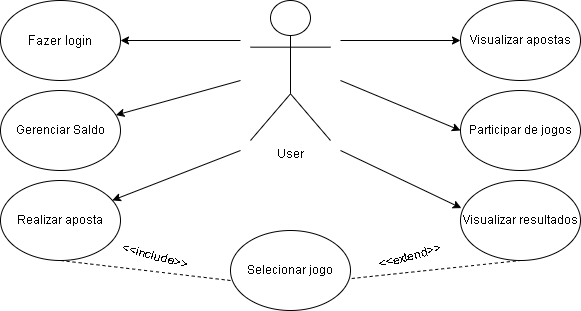 Fazer login
Visualizar apostas
Gerenciar Saldo
Participar de jogos
User
Realizar aposta
Visualizar resultados
<<include>>
<<extend>>
Selecionar jogo